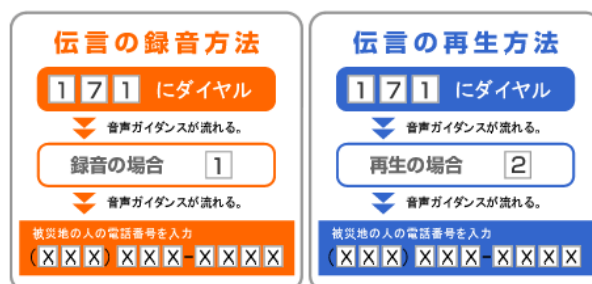 伝言の録音方法
171 にダイヤル
音声ガイダンスが流れる。
録音の場合 1
音声ガイダンスが流れる。
被災地の人の電話番号を入力
(XXX)XXX-XXXX
伝言の再生方法
171 にダイヤル
音声ガイダンスが流れる。
再生の場合 2
音声ガイダンスが流れる。
被災地の人の電話番号を入力
(XXX)XXX-XXXX